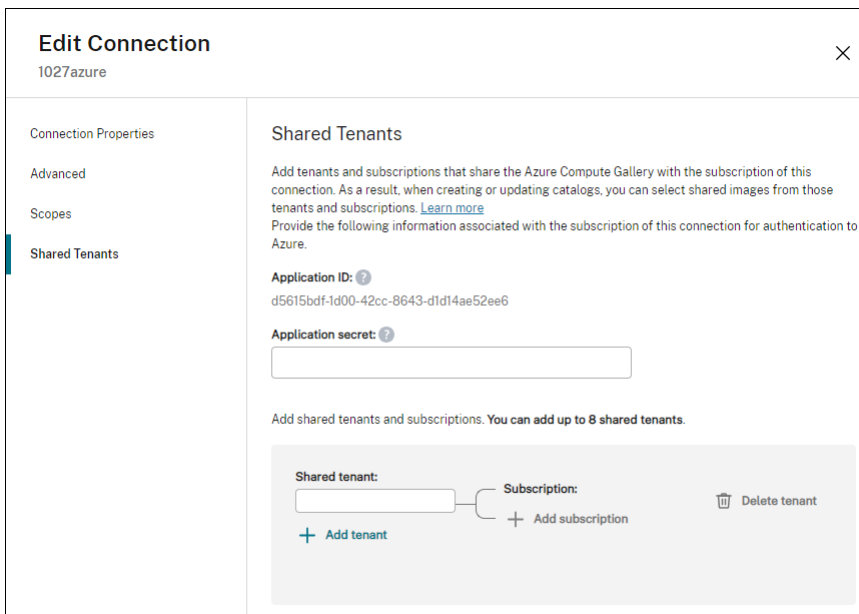 Edit Connection
1027azure
Connection Properties
Advanced
Scopes
Shared Tenants
Shared Tenants
Add tenants and subscriptions that share the Azure Compute Gallery with the subscription of this
connection. As a result, when creating or updating catalogs, you can select shared images from those
tenants and subscriptions. Learn more
Provide the following information associated with the subscription of this connection for authentication to
Azure.
Application ID: ?
d5615bdf-1d00-42cc-8643-d1d14ae52ee6
Application secret: ?
Add shared tenants and subscriptions. You can add up to 8 shared tenants.
Shared tenant:
Subscription:
Add subscription
Delete tenant
Add tenant